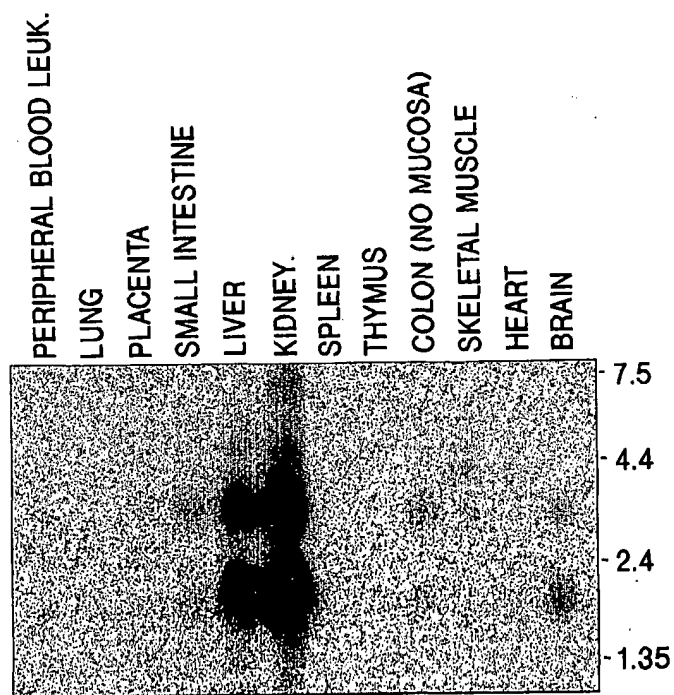 PERIPHERAL BLOOD LEUK.
LUNG
PLACENTA
SMALL INTESTINE
LIVER
KIDNEY.
SPLEEN
THYMUS
COLON (NO MUCOSA)
SKELETAL MUSCLE
HEART
BRAIN
- 7.5
- 4.4
- 2.4
- 1.35